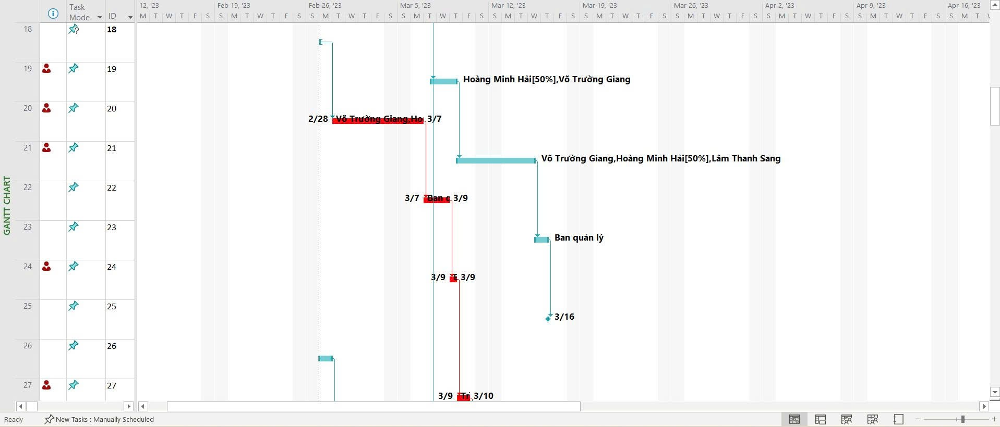 12, '23 Feb 19, '23 Feb 26, '23 Mar 5, '23 Mar 12, '23 Mar 19, '23 Mar 26, '23 Apr 2, '23 Apr 9, '23 Apr 16, '23
Task
Mode ID
M T W T F S S M T W T F S S M T W T F S S M T W T F S S M T W T F S S M T W T F S S M T W T F S S M T W T F S S M T W T F S S M T
18 18
19 19 Hoàng Minh Hải[50%],Võ Trường Giang
20 20 2/28 Võ Trường Giang,Ho 3/7
21 21 Võ Trường Giang,Hoàng Minh Hải[50%],Lâm Thanh Sang
22 22 3/7 Ban 3/9
23 23 Ban quản lý
24 24 3/9 3/9
25 25 3/16
26 26
27 27 3/9 Tr 3/10
GANTT CHART
Ready New Tasks : Manually Scheduled